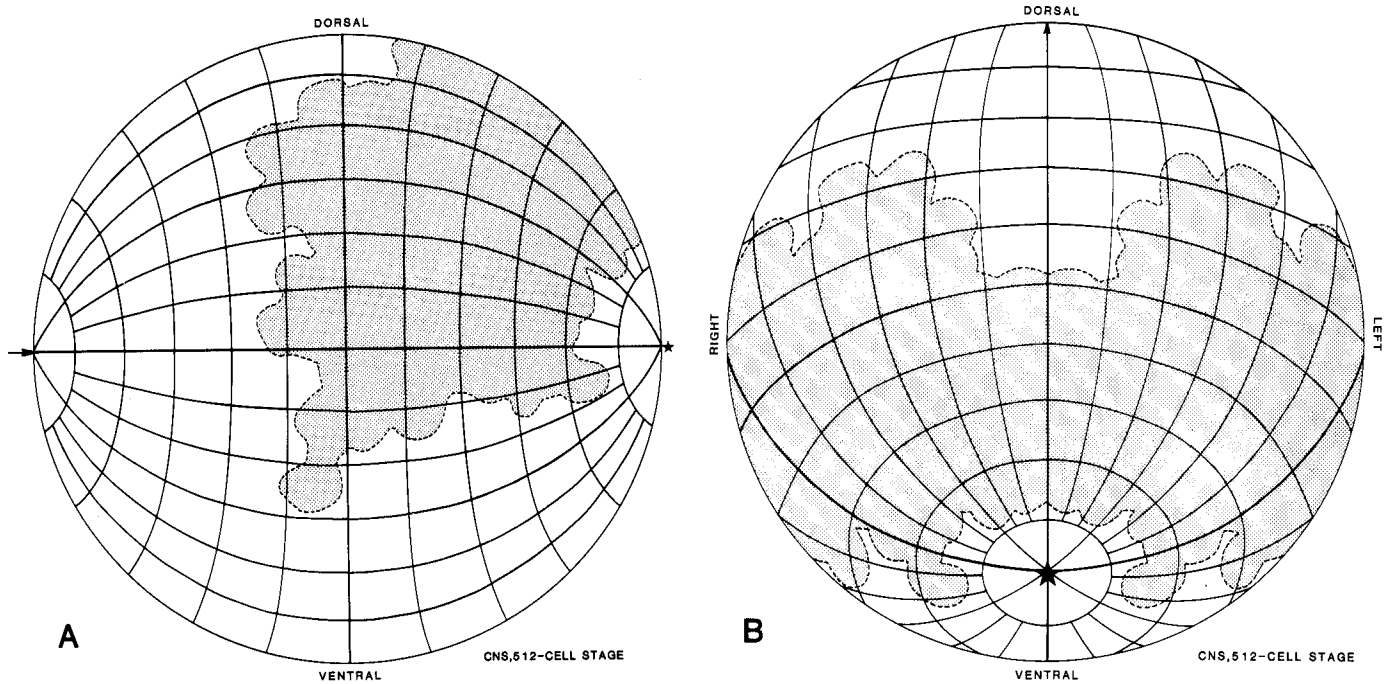 DORSAL
A
CNS,512-CELL STAGE
VENTRAL
DORSAL
RIGHT
LEFT
B
CNS,512-CELL STAGE
VENTRAL